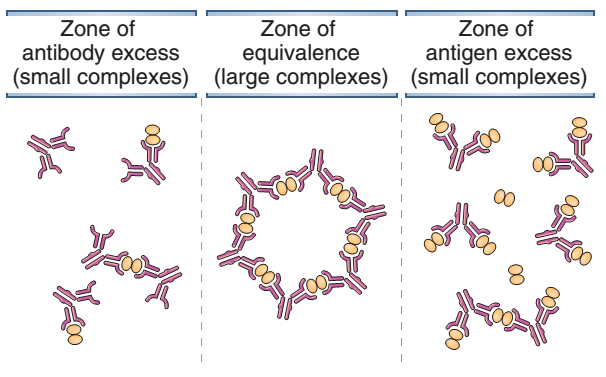 Zone of
antibody excess
(small complexes)
Zone of
equivalence
(large complexes)
Zone of
antigen excess
(small complexes)